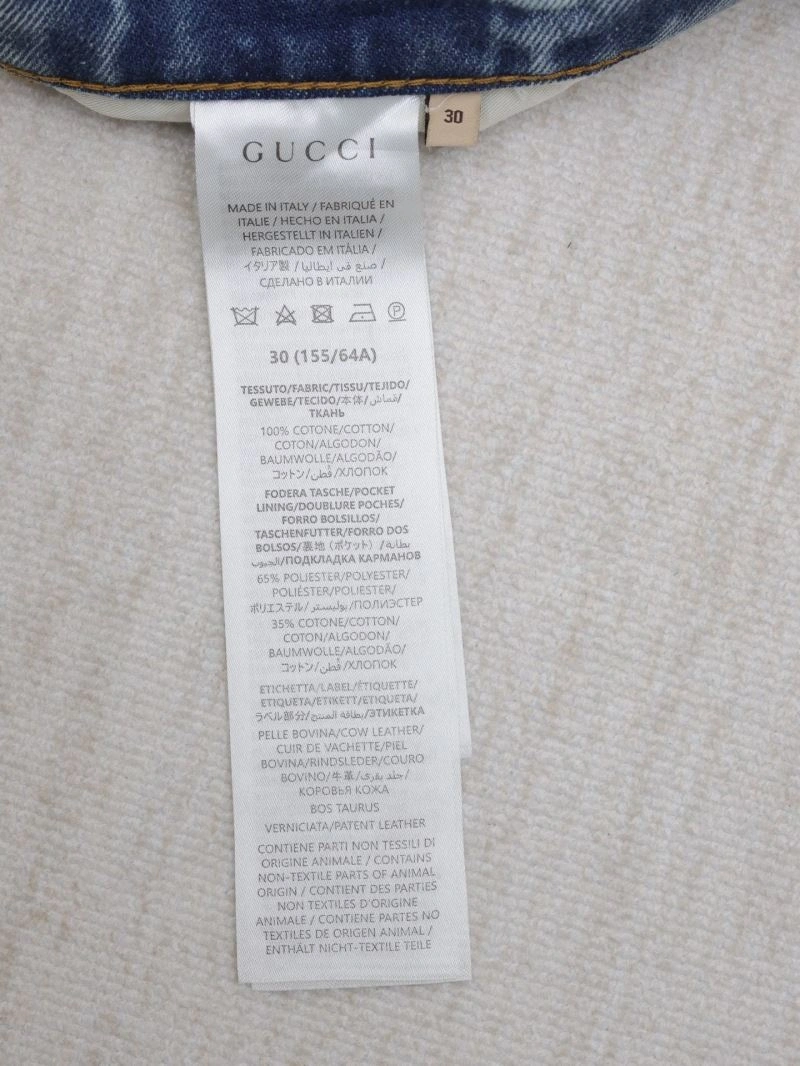 30
GUCCI
MADE IN ITALY / FABRIQUÉ EN
ITALIE / HECHO EN ITALIA /
HERGESTELLT IN ITALIEN /
FABRICADO EM ITÁLIA /
イタリア製 / صنع في إيطاليا /
СДЕЛАНО В ИТАЛИИ
P
30 (155/64A)
TESSUTO/FABRIC/TISSU/TEJIDO/
GEWEBE/TECIDO/本体/قماش/
ТКАНЬ
100% COTONE/COTTON/
COTON/ALGODON/
BAUMWOLLE/ALGODÃO/
コットン/قُطن/ХЛОПОК
FODERA TASCHE/POCKET
LINING/DOUBLURE POCHES/
FORRO BOLSILLOS/
TASCHENFUTTER/FORRO DOS
BOLSOS/裏地 (ポケット) /بطانة
الجيوب/ПОДКЛАДКА КАРМАНОВ
65% POLIESTER/POLYESTER/
POLIÉSTER/POLIESTER/
ポリエステル/بوليستر/ПОЛИЭСТЕР
35% COTONE/COTTON/
COTON/ALGODON/
BAUMWOLLE/ALGODÃO/
コットン/قُطن/ХЛОПОК
ETICHETTA/LABEL/ÉTIQUETTE/
ETIQUETA/ETIKETT/ETIQUETA/
ラベル部分/بطاقة المنتج/ЭТИКЕТКА
PELLE BOVINA/COW LEATHER/
CUIR DE VACHETTE/PIEL
BOVINA/RINDSLEDER/COURO
BOVINO/牛革/جلد بقري/
КОРОВЬЯ КОЖА
BOS TAURUS
VERNICIATA/PATENT LEATHER
CONTIENE PARTI NON TESSILI DI
ORIGINE ANIMALE / CONTAINS
NON-TEXTILE PARTS OF ANIMAL
ORIGIN / CONTIENT DES PARTIES
NON TEXTILES D'ORIGINE
ANIMALE / CONTIENE PARTES NO
TEXTILES DE ORIGEN ANIMAL /
ENTHÄLT NICHT-TEXTILE TEILE